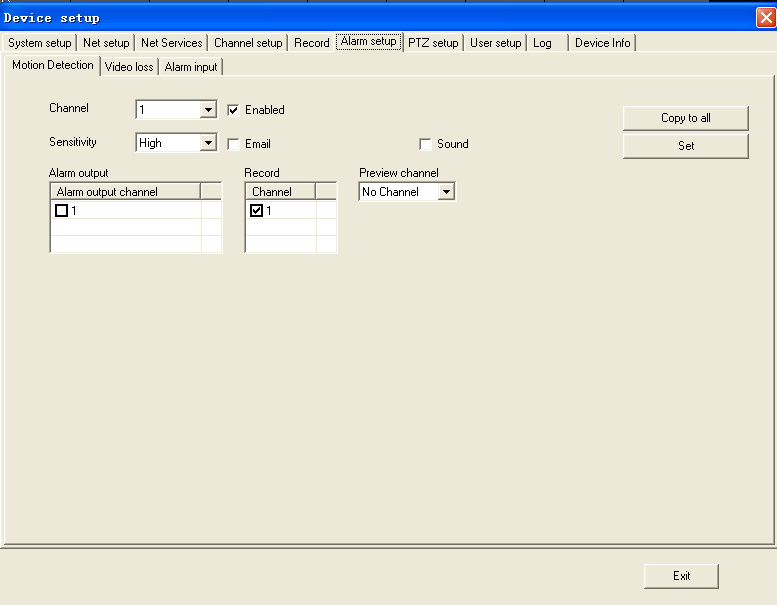 Device setup
System setup Net setup Net Services Channel setup Record Alarm setup PTZ setup User setup Log Device Info
Motion Detection Video loss Alarm input
Channel 1 Enabled Copy to all
Sensitivity High Email Sound Set
Alarm output Record Preview channel
Alarm output channel Channel No Channel
1 1
Exit